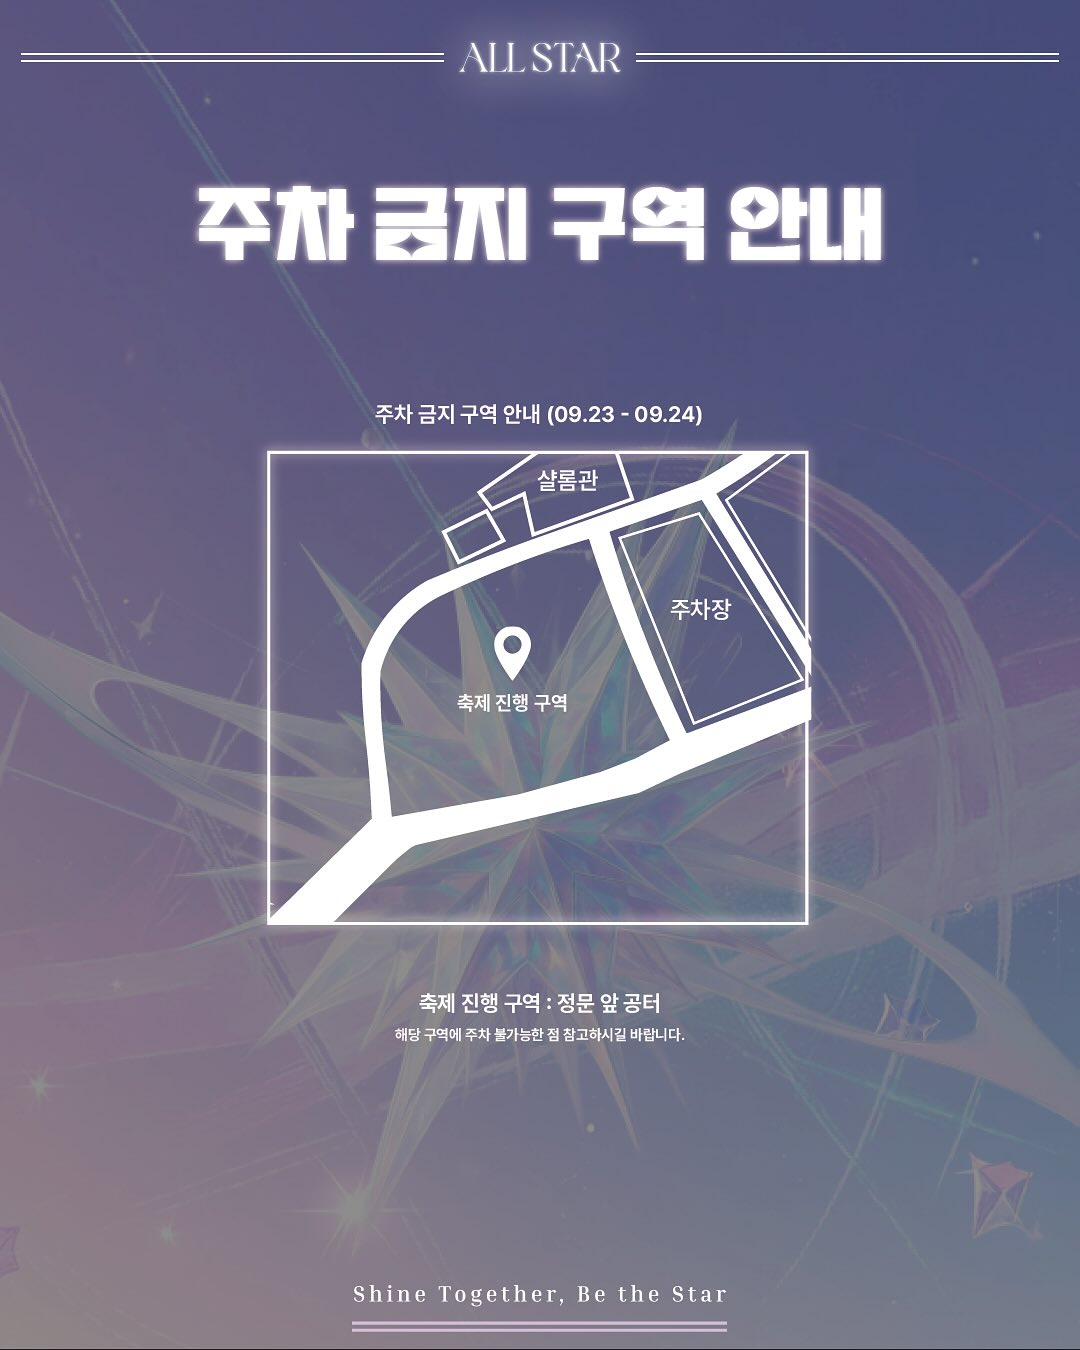 ALL STAR
주차 금지 구역 안내
주차 금지 구역 안내 (09.23 - 09.24)
샬롬관
주차장
축제 진행 구역
축제 진행 구역 : 정문 앞 공터
해당 구역에 주차 불가능한 점 참고하시길 바랍니다.
Shine Together, Be the Star